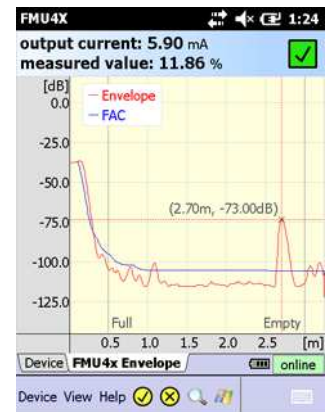 FMU4X 1:24
output current: 5.90 mA
measured value: 11.86 %
[dB]
0.0
Envelope
FAC
-25.0
-50.0
(2.70m, -73.00dB)
-75.0
-100.0
-125.0
Full Empty
0.5 1.0 1.5 2.0 2.5 [m]
Device FMU4x Envelope online
Device View Help